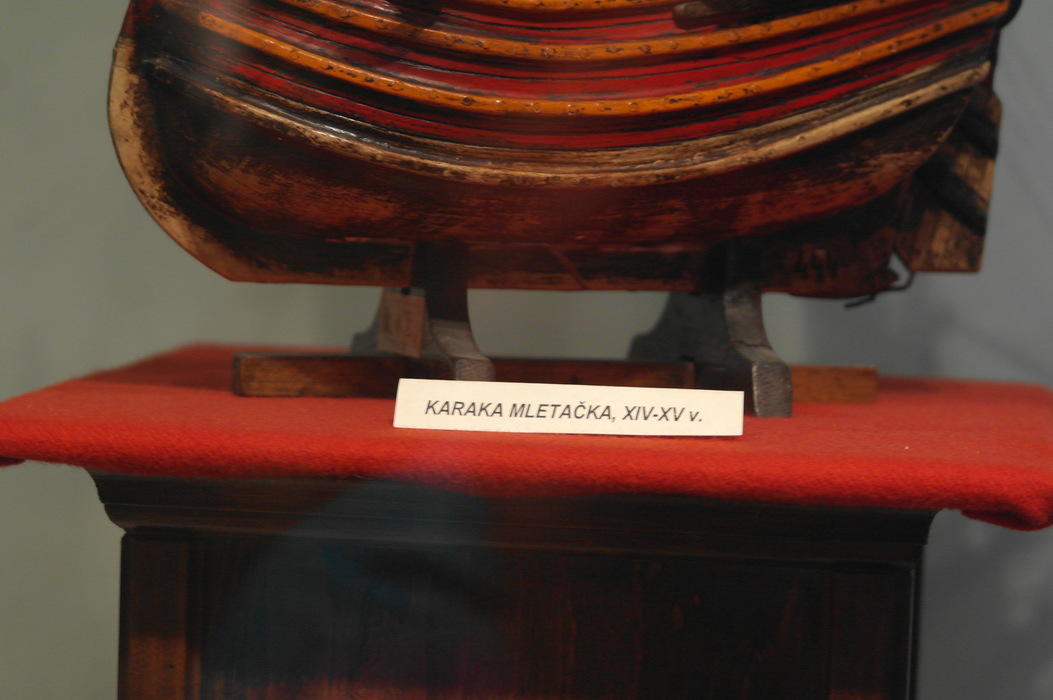 KARAKA MLETAČKA, XIV-XV v.